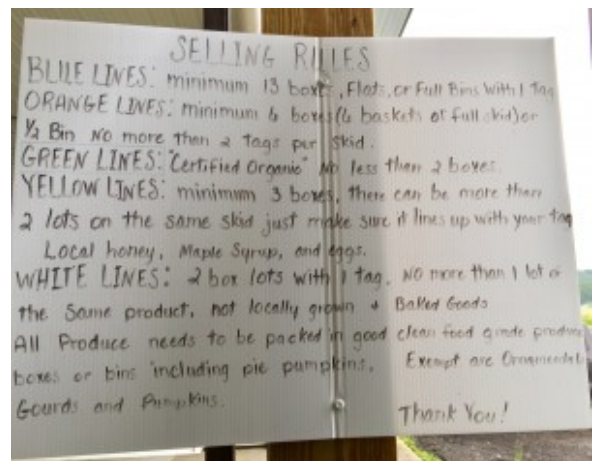 SELLING RULES
BLUE LINES: minimum 13 boxes, Flats, or Full Bins With 1 Tag
ORANGE LINES: minimum 6 boxes (6 baskets or full skid) or
½ Bin No more than 2 Tags per skid.
GREEN LINES: "Certified Organic" No less than 2 boxes
YELLOW LINES: minimum 3 boxes, there can be more than
2 lots on the same skid just make sure it lines up with your tag
Local honey, Maple Syrup, and eggs.
WHITE LINES: 2 box lots with 1 tag, NO more than 1 lot of
the Same product, not locally grown + Baked Goods
All Produce needs to be packed in good clean food grade produce
boxes or bins including pie pumpkins. Exempt are Ornamental
Gourds and Pumpkins.
Thank You!